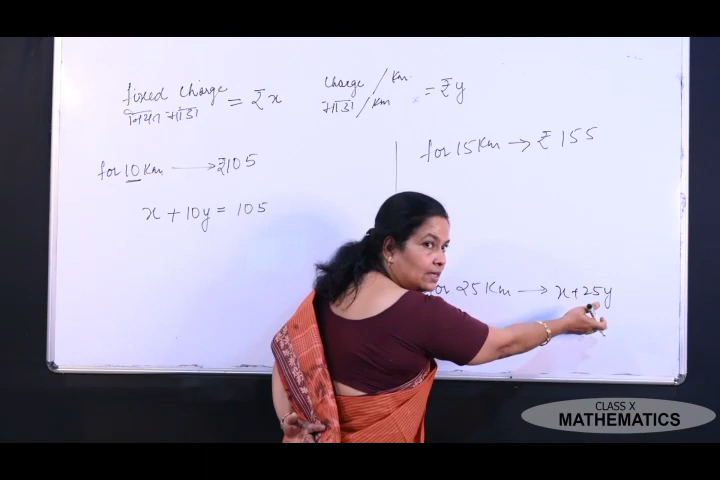 fixed charge = ₹x
नियत भाडा
charge / Km. = ₹y
भाडा / Km
for 10 Km → ₹105
x + 10y = 105
for 15 Km → ₹ 155
for 25 Km → x+25y
CLASS X
MATHEMATICS